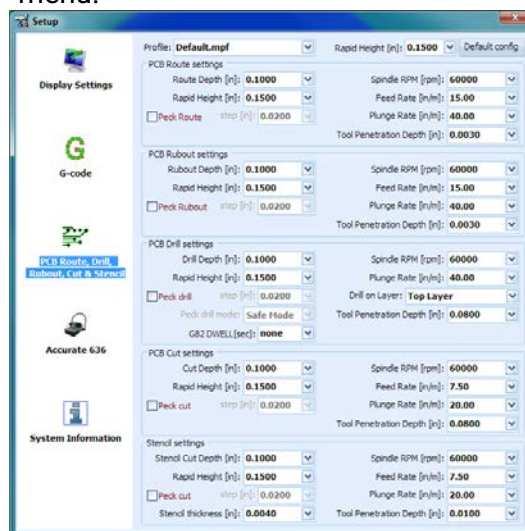 menu.
Setup
Profile: Default.mpf Rapid Height [in]: 0.1500 Default config
Display Settings
G
G-code
PCB Route, Drill,
Rubout, Cut & Stencil
Accurate 636
System Information
PCB Route settings
Route Depth [in]: 0.1000 Spindle RPM [rpm]: 60000
Rapid Height [in]: 0.1500 Feed Rate [in/m]: 15.00
Peck Route step [in]: 0.0200 Plunge Rate [in/m]: 40.00
Tool Penetration Depth [in]: 0.0030
PCB Rubout settings
Rubout Depth [in]: 0.1000 Spindle RPM [rpm]: 60000
Rapid Height [in]: 0.1500 Feed Rate [in/m]: 15.00
Peck Rubout step [in]: 0.0200 Plunge Rate [in/m]: 40.00
Tool Penetration Depth [in]: 0.0030
PCB Drill settings
Drill Depth [in]: 0.1000 Spindle RPM [rpm]: 60000
Rapid Height [in]: 0.1500 Plunge Rate [in/m]: 40.00
Peck drill step [in]: 0.0200 Drill on Layer: Top Layer
Peck drill mode: Safe Mode Tool Penetration Depth [in]: 0.0800
G82 DWELL[sec]: none
PCB Cut settings
Cut Depth [in]: 0.1000 Spindle RPM [rpm]: 60000
Rapid Height [in]: 0.1500 Feed Rate [in/m]: 7.50
Peck cut step [in]: 0.0200 Plunge Rate [in/m]: 20.00
Tool Penetration Depth [in]: 0.0800
Stencil settings
Stencil Cut Depth [in]: 0.1000 Spindle RPM [rpm]: 60000
Rapid Height [in]: 0.1500 Feed Rate [in/m]: 7.50
Peck cut step [in]: 0.0200 Plunge Rate [in/m]: 20.00
Stencil thickness [in]: 0.0040 Tool Penetration Depth [in]: 0.0100